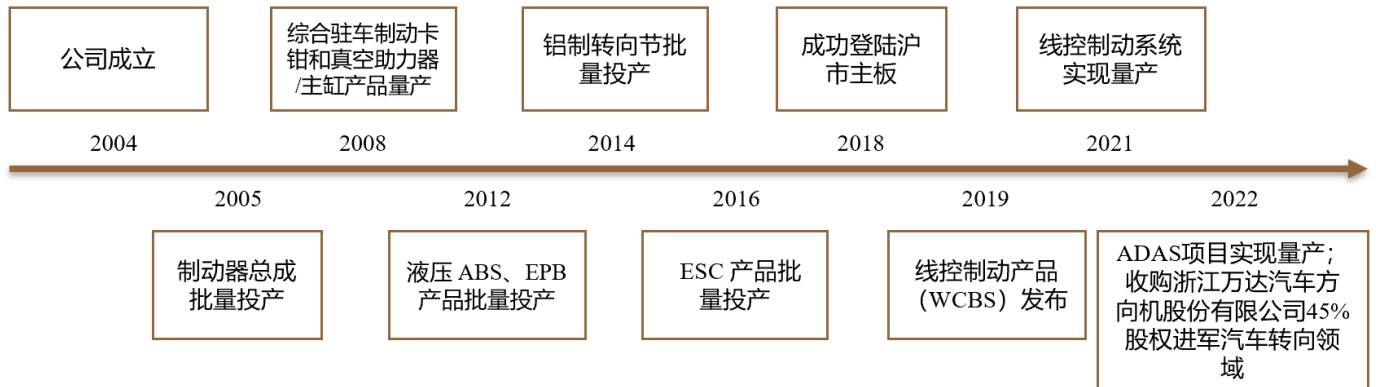 公司成立
综合驻车制动卡
钳和真空助力器
/主缸产品量产
铝制转向节批
量投产
成功登陆沪
市主板
线控制动系统
实现量产
2004
2008
2014
2018
2021
2005
2012
2016
2019
2022
制动器总成
批量投产
液压 ABS、EPB
产品批量投产
ESC 产品批
量投产
线控制动产品
（WCBS）发布
ADAS项目实现量产；
收购浙江万达汽车方
向机股份有限公司45%
股权进军汽车转向领
域